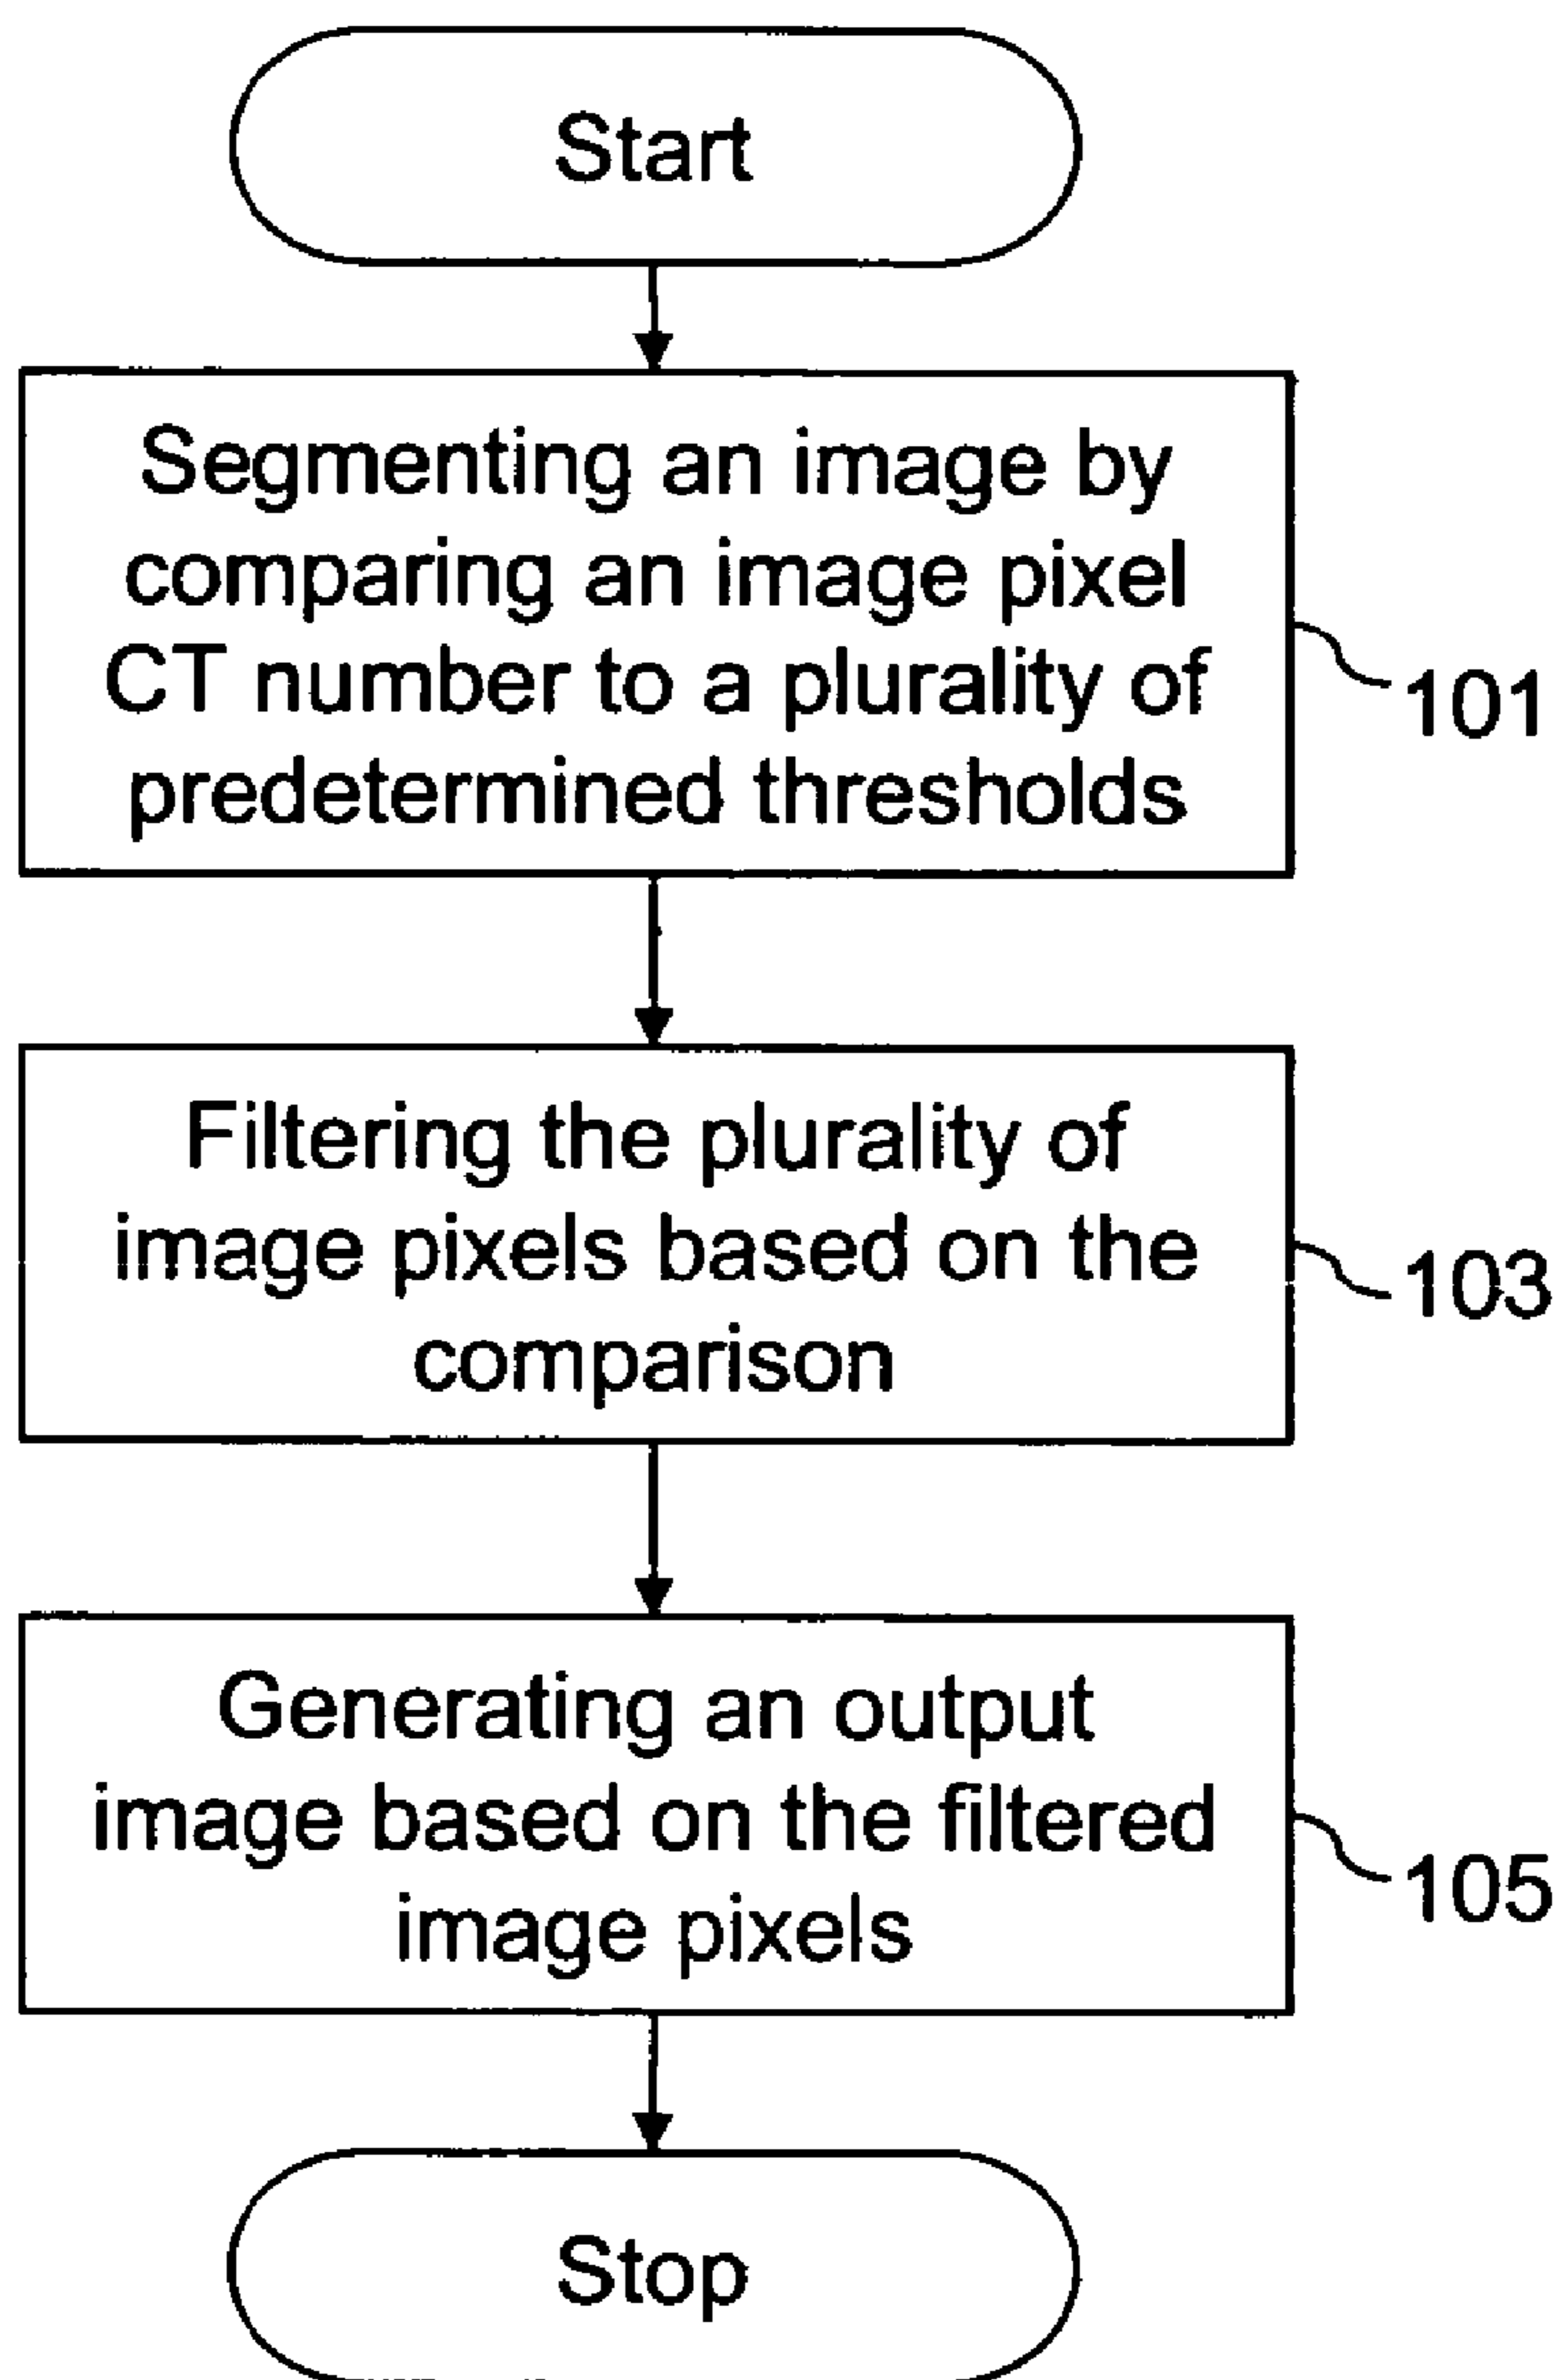 Start
Segmenting an image by
comparing an image pixel
CT number to a plurality of
predetermined thresholds
101
Filtering the plurality of
image pixels based on the
comparison
103
Generating an output
image based on the filtered
image pixels
105
Stop